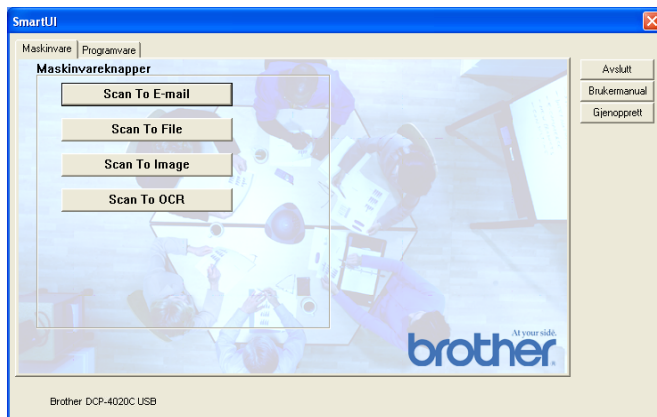 SmartUI
Maskinvare
Programvare
Maskinvareknapper
Scan To E-mail
Scan To File
Scan To Image
Scan To OCR
Avslutt
Brukermanual
Gjenopprett
At your side.
brother
Brother DCP-4020C USB